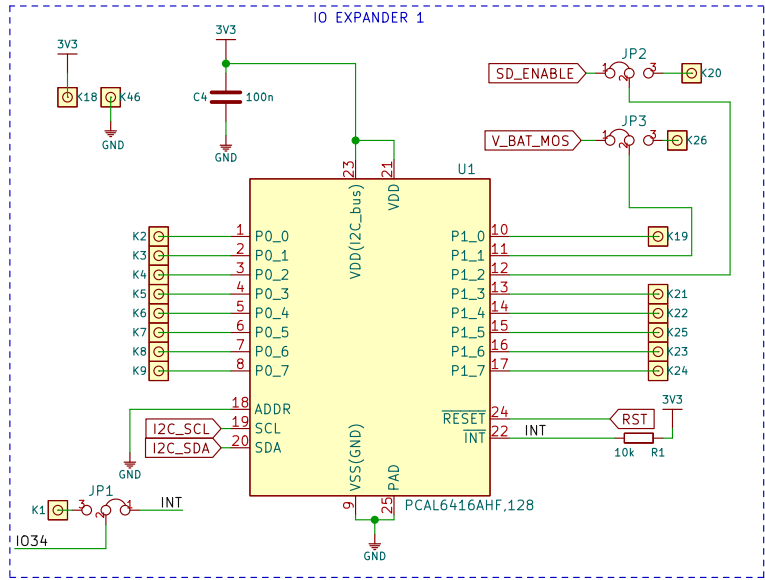 IO EXPANDER 1
3V3
K18
K46
GND
3V3
C4
100n
GND
JP2
SD_ENABLE
1
2
3
K20
JP3
V_BAT_MOS
1
2
3
K26
U1
23
21
VDD(I2C_bus)
VDD
K2
1
P0_0
P1_0
10
K19
K3
2
P0_1
P1_1
11
K4
3
P0_2
P1_2
12
K5
4
P0_3
P1_3
13
K21
K6
5
P0_4
P1_4
14
K22
K7
6
P0_5
P1_5
15
K25
K8
7
P0_6
P1_6
16
K23
K9
8
P0_7
P1_7
17
K24
18
ADDR
I2C_SCL
19
SCL
I2C_SDA
20
SDA
GND
RESET
24
RST
INT
22
INT
3V3
10k
R1
VSS(GND)
PAD
9
25
PCAL6416AHF,128
GND
JP1
K1
3
2
1
INT
IO34